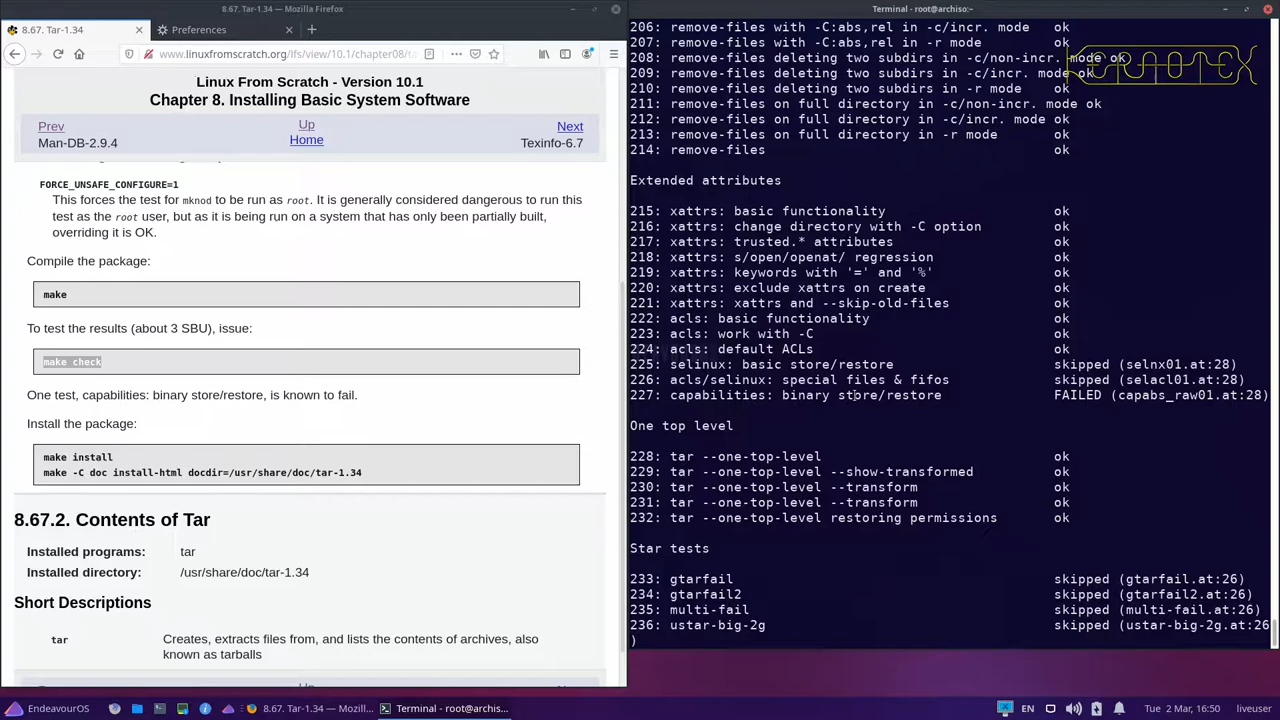 8.67. Tar-1.34 — Mozilla Firefox
8.67. Tar-1.34
Preferences
www.linuxfromscratch.org/lfs/view/10.1/chapter08/ta
Linux From Scratch - Version 10.1
Chapter 8. Installing Basic System Software
Prev
Up
Next
Man-DB-2.9.4
Home
Texinfo-6.7
FORCE_UNSAFE_CONFIGURE=1
This forces the test for mknod to be run as root. It is generally considered dangerous to run this
test as the root user, but as it is being run on a system that has only been partially built,
overriding it is OK.
Compile the package:
make
To test the results (about 3 SBU), issue:
make check
One test, capabilities: binary store/restore, is known to fail.
Install the package:
make install
make -C doc install-html docdir=/usr/share/doc/tar-1.34
8.67.2. Contents of Tar
Installed programs: tar
Installed directory: /usr/share/doc/tar-1.34
Short Descriptions
tar Creates, extracts files from, and lists the contents of archives, also
known as tarballs
Terminal - root@archiso:~
206: remove-files with -C:abs,rel in -c/incr. mode ok
207: remove-files with -C:abs,rel in -r mode ok
208: remove-files deleting two subdirs in -c/non-incr. mode ok
209: remove-files deleting two subdirs in -c/incr. mode ok
210: remove-files deleting two subdirs in -r mode ok
211: remove-files on full directory in -c/non-incr. mode ok
212: remove-files on full directory in -c/incr. mode ok
213: remove-files on full directory in -r mode ok
214: remove-files ok
Extended attributes
215: xattrs: basic functionality ok
216: xattrs: change directory with -C option ok
217: xattrs: trusted.* attributes ok
218: xattrs: s/open/openat/ regression ok
219: xattrs: keywords with '=' and '%' ok
220: xattrs: exclude xattrs on create ok
221: xattrs: xattrs and --skip-old-files ok
222: acls: basic functionality ok
223: acls: work with -C ok
224: acls: default ACLs ok
225: selinux: basic store/restore skipped (selnx01.at:28)
226: acls/selinux: special files & fifos skipped (selacl01.at:28)
227: capabilities: binary store/restore FAILED (capabs_raw01.at:28)
One top level
228: tar --one-top-level ok
229: tar --one-top-level --show-transformed ok
230: tar --one-top-level --transform ok
231: tar --one-top-level --transform ok
232: tar --one-top-level restoring permissions ok
Star tests
233: gtarfail skipped (gtarfail.at:26)
234: gtarfail2 skipped (gtarfail2.at:26)
235: multi-fail skipped (multi-fail.at:26)
236: ustar-big-2g skipped (ustar-big-2g.at:26
)
EndeavourOS
8.67. Tar-1.34 — Mozilla...
Terminal - root@archis...
EN
Tue 2 Mar, 16:50
liveuser